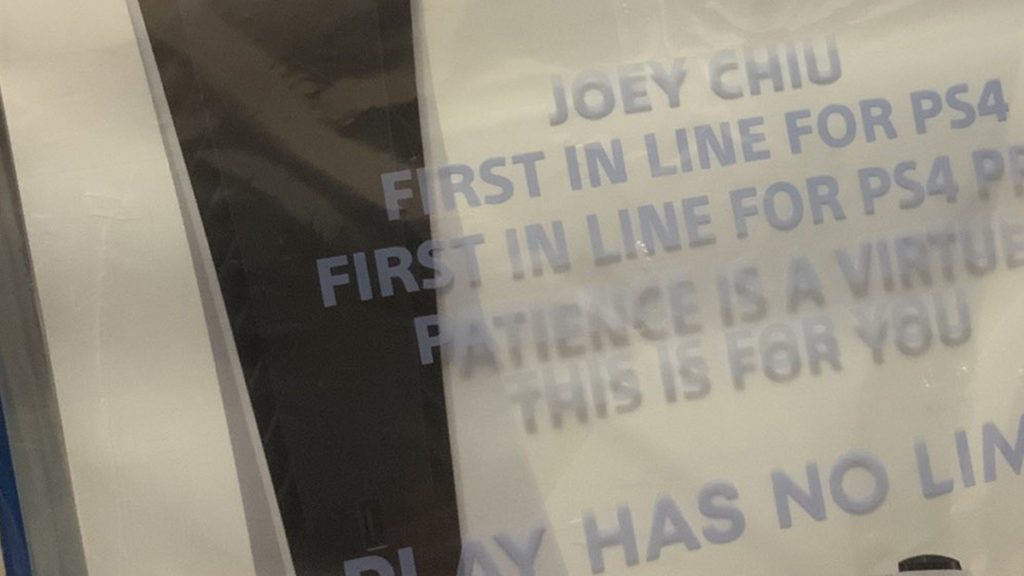 JOEY CHIU
FIRST IN LINE FOR PS4
FIRST IN LINE FOR PS4
PATIENCE IS A VIRTUE
THIS IS FOR YOU
PLAY HAS NO